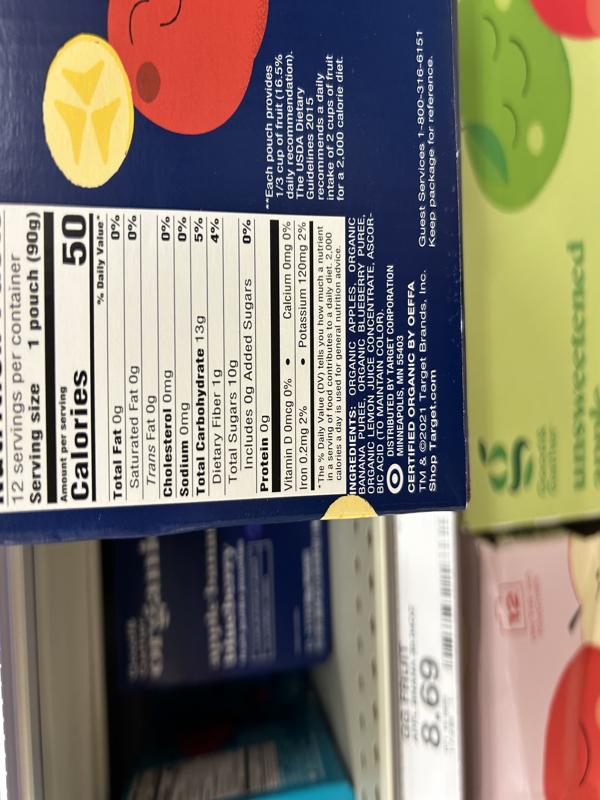 12 servings per container
Serving size 1 pouch (90g)
Amount per serving
Calories 50
% Daily Value*
Total Fat 0g 0%
Saturated Fat 0g 0%
Trans Fat 0g
Cholesterol 0mg 0%
Sodium 0mg 0%
Total Carbohydrate 13g 5%
Dietary Fiber 1g 4%
Total Sugars 10g
Includes 0g Added Sugars 0%
Protein 0g
Vitamin D 0mcg 0% • Calcium 0mg 0%
Iron 0.2mg 2% • Potassium 120mg 2%
*The % Daily Value (DV) tells you how much a nutrient
in a serving of food contributes to a daily diet. 2,000
calories a day is used for general nutrition advice.
INGREDIENTS: ORGANIC APPLES, ORGANIC
BANANA PUREE, ORGANIC BLUEBERRY PUREE,
ORGANIC LEMON JUICE CONCENTRATE, ASCOR-
BIC ACID (TO MAINTAIN COLOR).
DISTRIBUTED BY TARGET CORPORATION
MINNEAPOLIS, MN 55403
CERTIFIED ORGANIC BY OEFFA
TM & ©2021 Target Brands, Inc.
Shop Target.com
**Each pouch provides
1/3 cup of fruit (16.5%
daily recommendation).
The USDA Dietary
Guidelines 2015
recommends a daily
intake of 2 cups of fruit
for a 2,000 calorie diet.
Guest Services 1-800-316-6151
Keep package for reference.
organic
blueberry
8.69
unsweetened
12